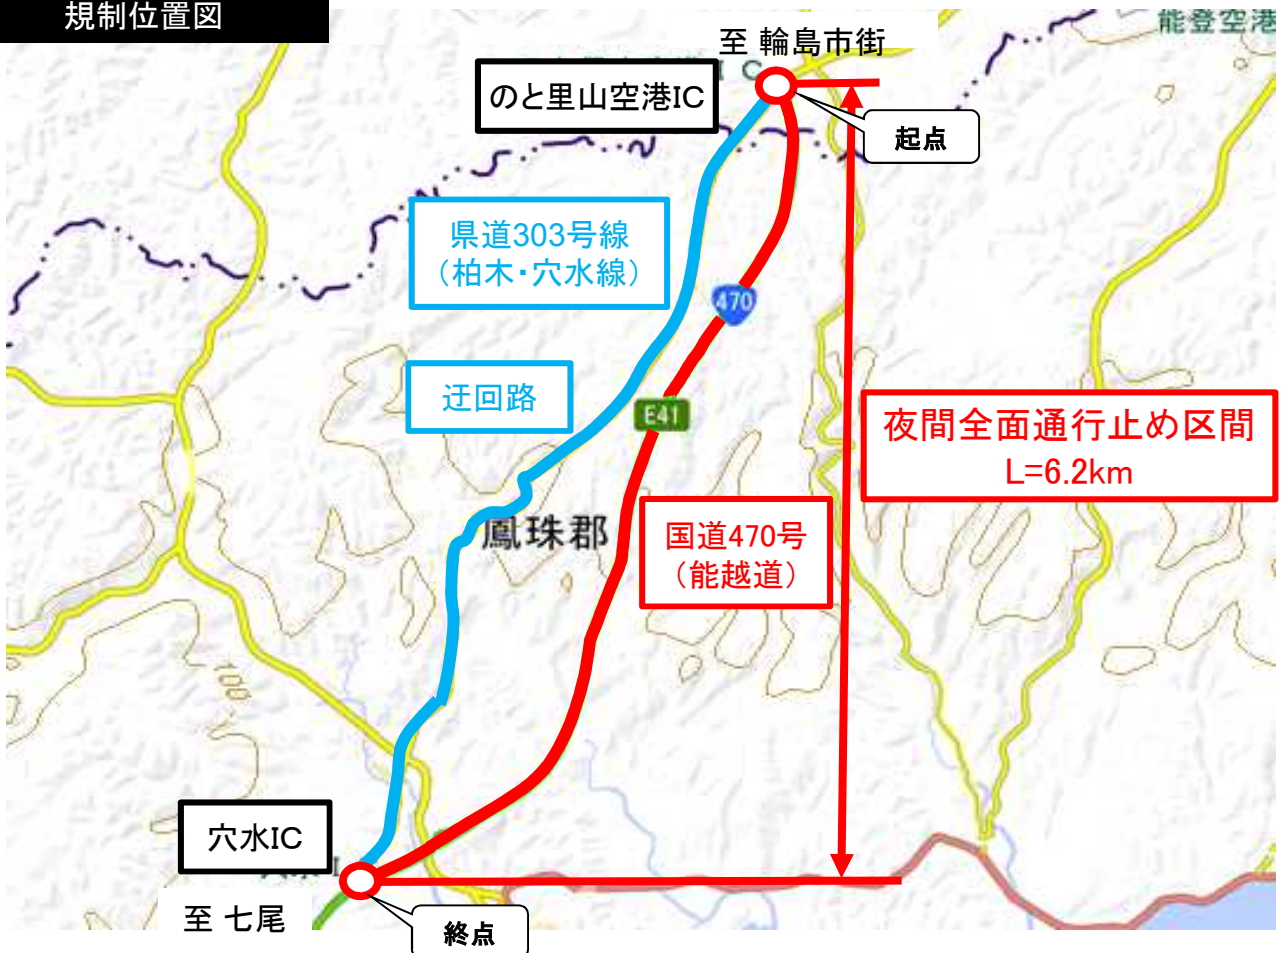 規制位置図
能登空港
至 輪島市街
のと里山空港IC
起点
県道303号線
（柏木・穴水線）
470
迂回路
E41
夜間全面通行止め区間
L=6.2km
鳳珠郡
国道470号
（能越道）
100
穴水IC
至 七尾
終点